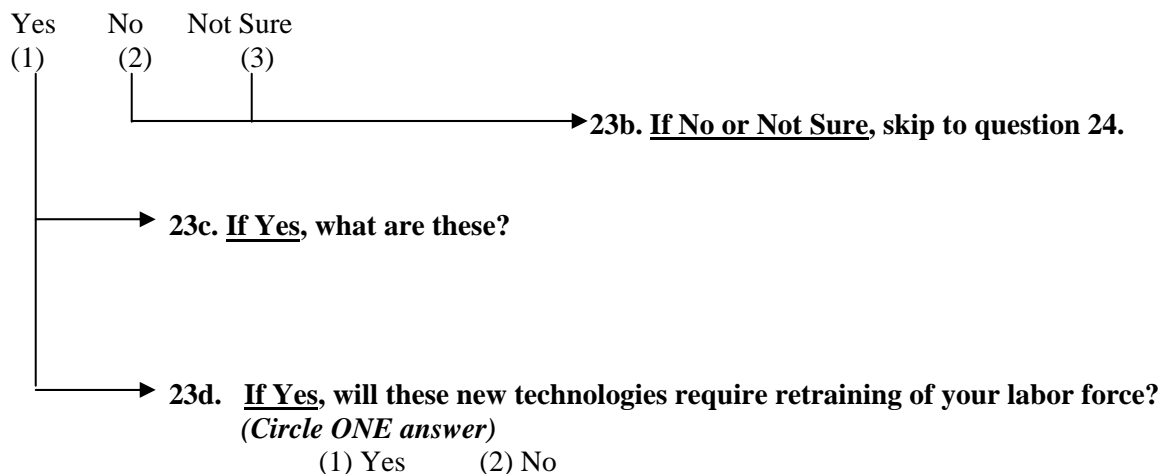 Yes No Not Sure
(1) (2) (3)
23b. If No or Not Sure, skip to question 24.
23c. If Yes, what are these?
23d. If Yes, will these new technologies require retraining of your labor force?
(Circle ONE answer)
(1) Yes (2) No